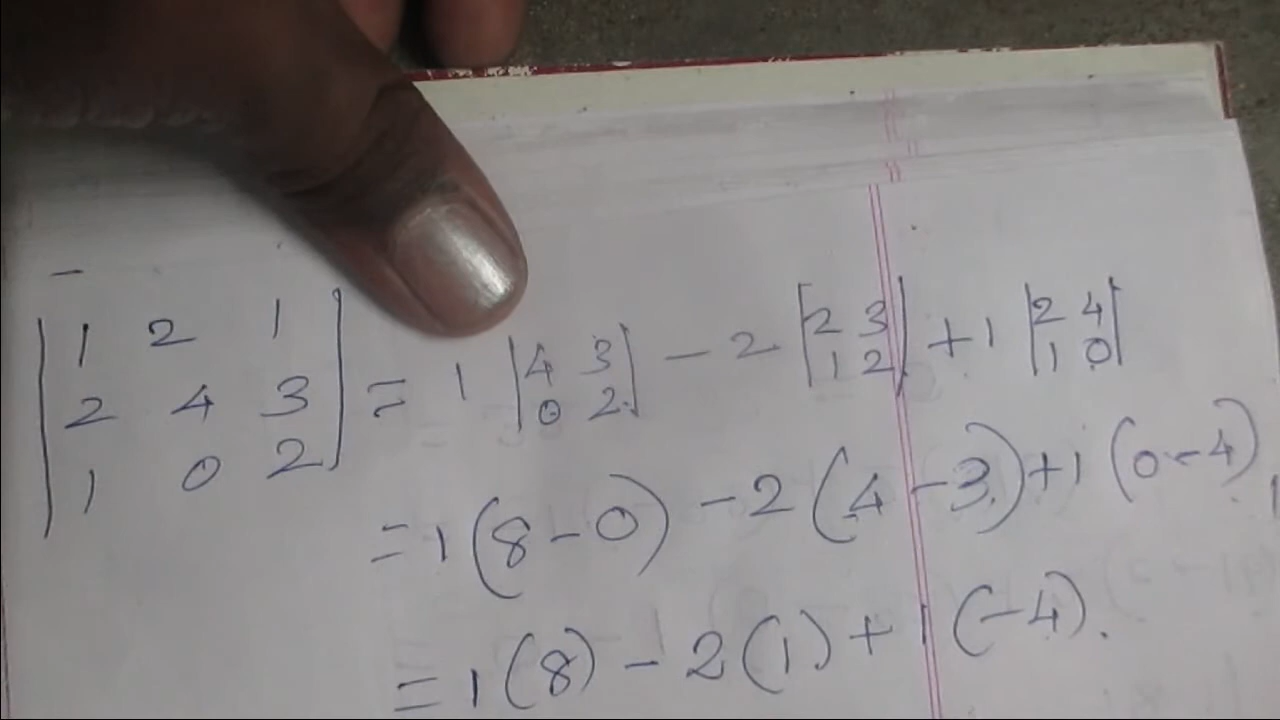 | 1 2 1 |
| 2 4 3 | = 1 | 4 3 | - 2 | 2 3 | + 1 | 2 4 |
| 1 0 2 | | 0 2 | | 1 2 | | 1 0 |
= 1 (8 - 0) - 2 (4 - 3) + 1 (0 - 4)
= 1 (8) - 2 (1) + 1 (-4).